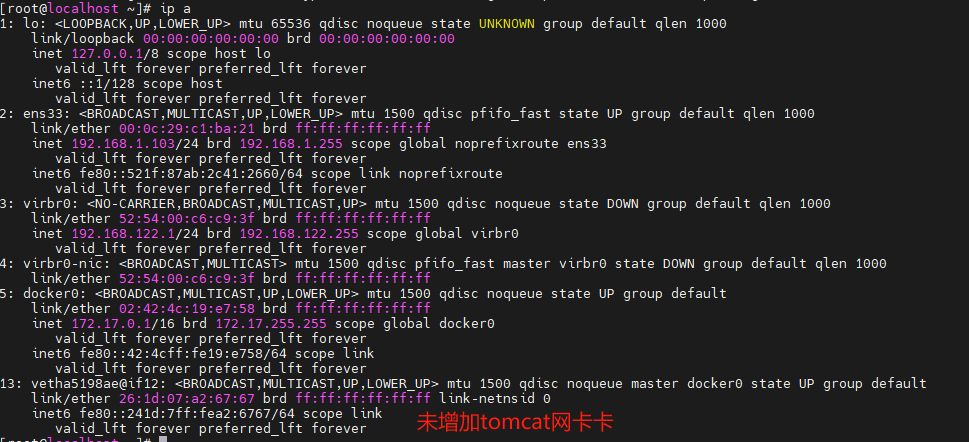 [root@localhost ~]# ip a
1: lo: <LOOPBACK,UP,LOWER_UP> mtu 65536 qdisc noqueue state UNKNOWN group default qlen 1000
    link/loopback 00:00:00:00:00:00 brd 00:00:00:00:00:00
    inet 127.0.0.1/8 scope host lo
       valid_lft forever preferred_lft forever
    inet6 ::1/128 scope host
       valid_lft forever preferred_lft forever
2: ens33: <BROADCAST,MULTICAST,UP,LOWER_UP> mtu 1500 qdisc pfifo_fast state UP group default qlen 1000
    link/ether 00:0c:29:c1:ba:21 brd ff:ff:ff:ff:ff:ff
    inet 192.168.1.103/24 brd 192.168.1.255 scope global noprefixroute ens33
       valid_lft forever preferred_lft forever
    inet6 fe80::521f:87ab:2c41:2660/64 scope link noprefixroute
       valid_lft forever preferred_lft forever
3: virbr0: <NO-CARRIER,BROADCAST,MULTICAST,UP> mtu 1500 qdisc noqueue state DOWN group default qlen 1000
    link/ether 52:54:00:c6:c9:3f brd ff:ff:ff:ff:ff:ff
    inet 192.168.122.1/24 brd 192.168.122.255 scope global virbr0
       valid_lft forever preferred_lft forever
4: virbr0-nic: <BROADCAST,MULTICAST> mtu 1500 qdisc pfifo_fast master virbr0 state DOWN group default qlen 1000
    link/ether 52:54:00:c6:c9:3f brd ff:ff:ff:ff:ff:ff
5: docker0: <BROADCAST,MULTICAST,UP,LOWER_UP> mtu 1500 qdisc noqueue state UP group default
    link/ether 02:42:4c:19:e7:58 brd ff:ff:ff:ff:ff:ff
    inet 172.17.0.1/16 brd 172.17.255.255 scope global docker0
       valid_lft forever preferred_lft forever
    inet6 fe80::42:4cff:fe19:e758/64 scope link
       valid_lft forever preferred_lft forever
13: vetha5198ae@if12: <BROADCAST,MULTICAST,UP,LOWER_UP> mtu 1500 qdisc noqueue master docker0 state UP group default
    link/ether 26:1d:07:a2:67:67 brd ff:ff:ff:ff:ff:ff link-netnsid 0
    inet6 fe80::241d:7ff:fea2:6767/64 scope link
       valid_lft forever preferred_lft forever
未增加tomcat网卡卡
[root@localhost ~]#